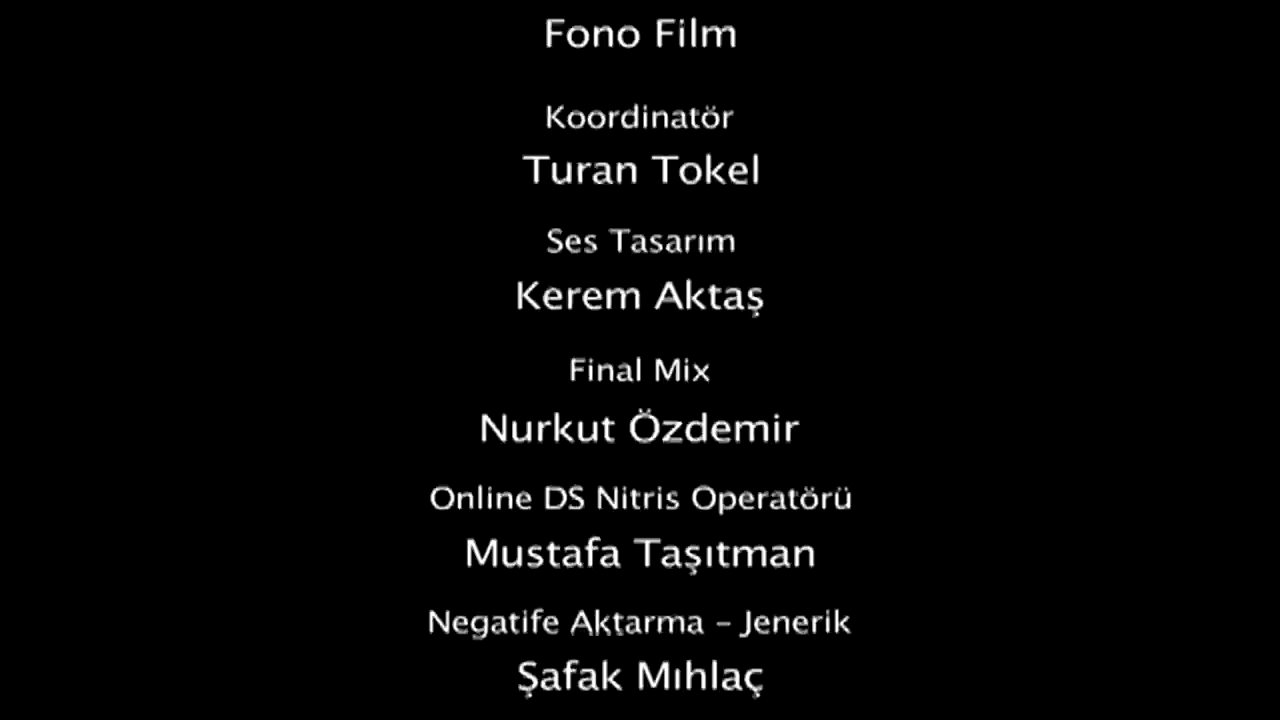 Fono Film
Koordinatör
Turan Tokel
Ses Tasarım
Kerem Aktaş
Final Mix
Nurkut Özdemir
Online DS Nitris Operatörü
Mustafa Taşıtman
Negatife Aktarma – Jenerik
Şafak Mıhlaç